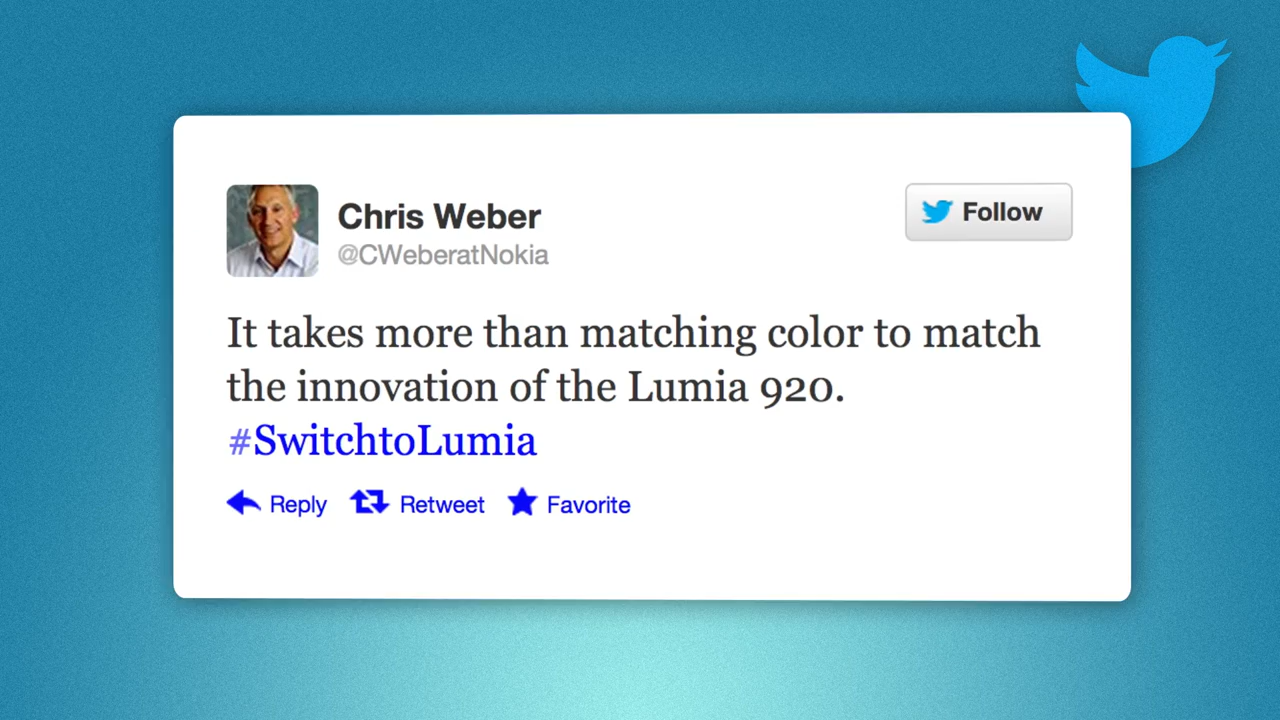 Chris Weber
@CWeberatNokia
Follow
It takes more than matching color to match
the innovation of the Lumia 920.
#SwitchtoLumia
Reply Retweet Favorite